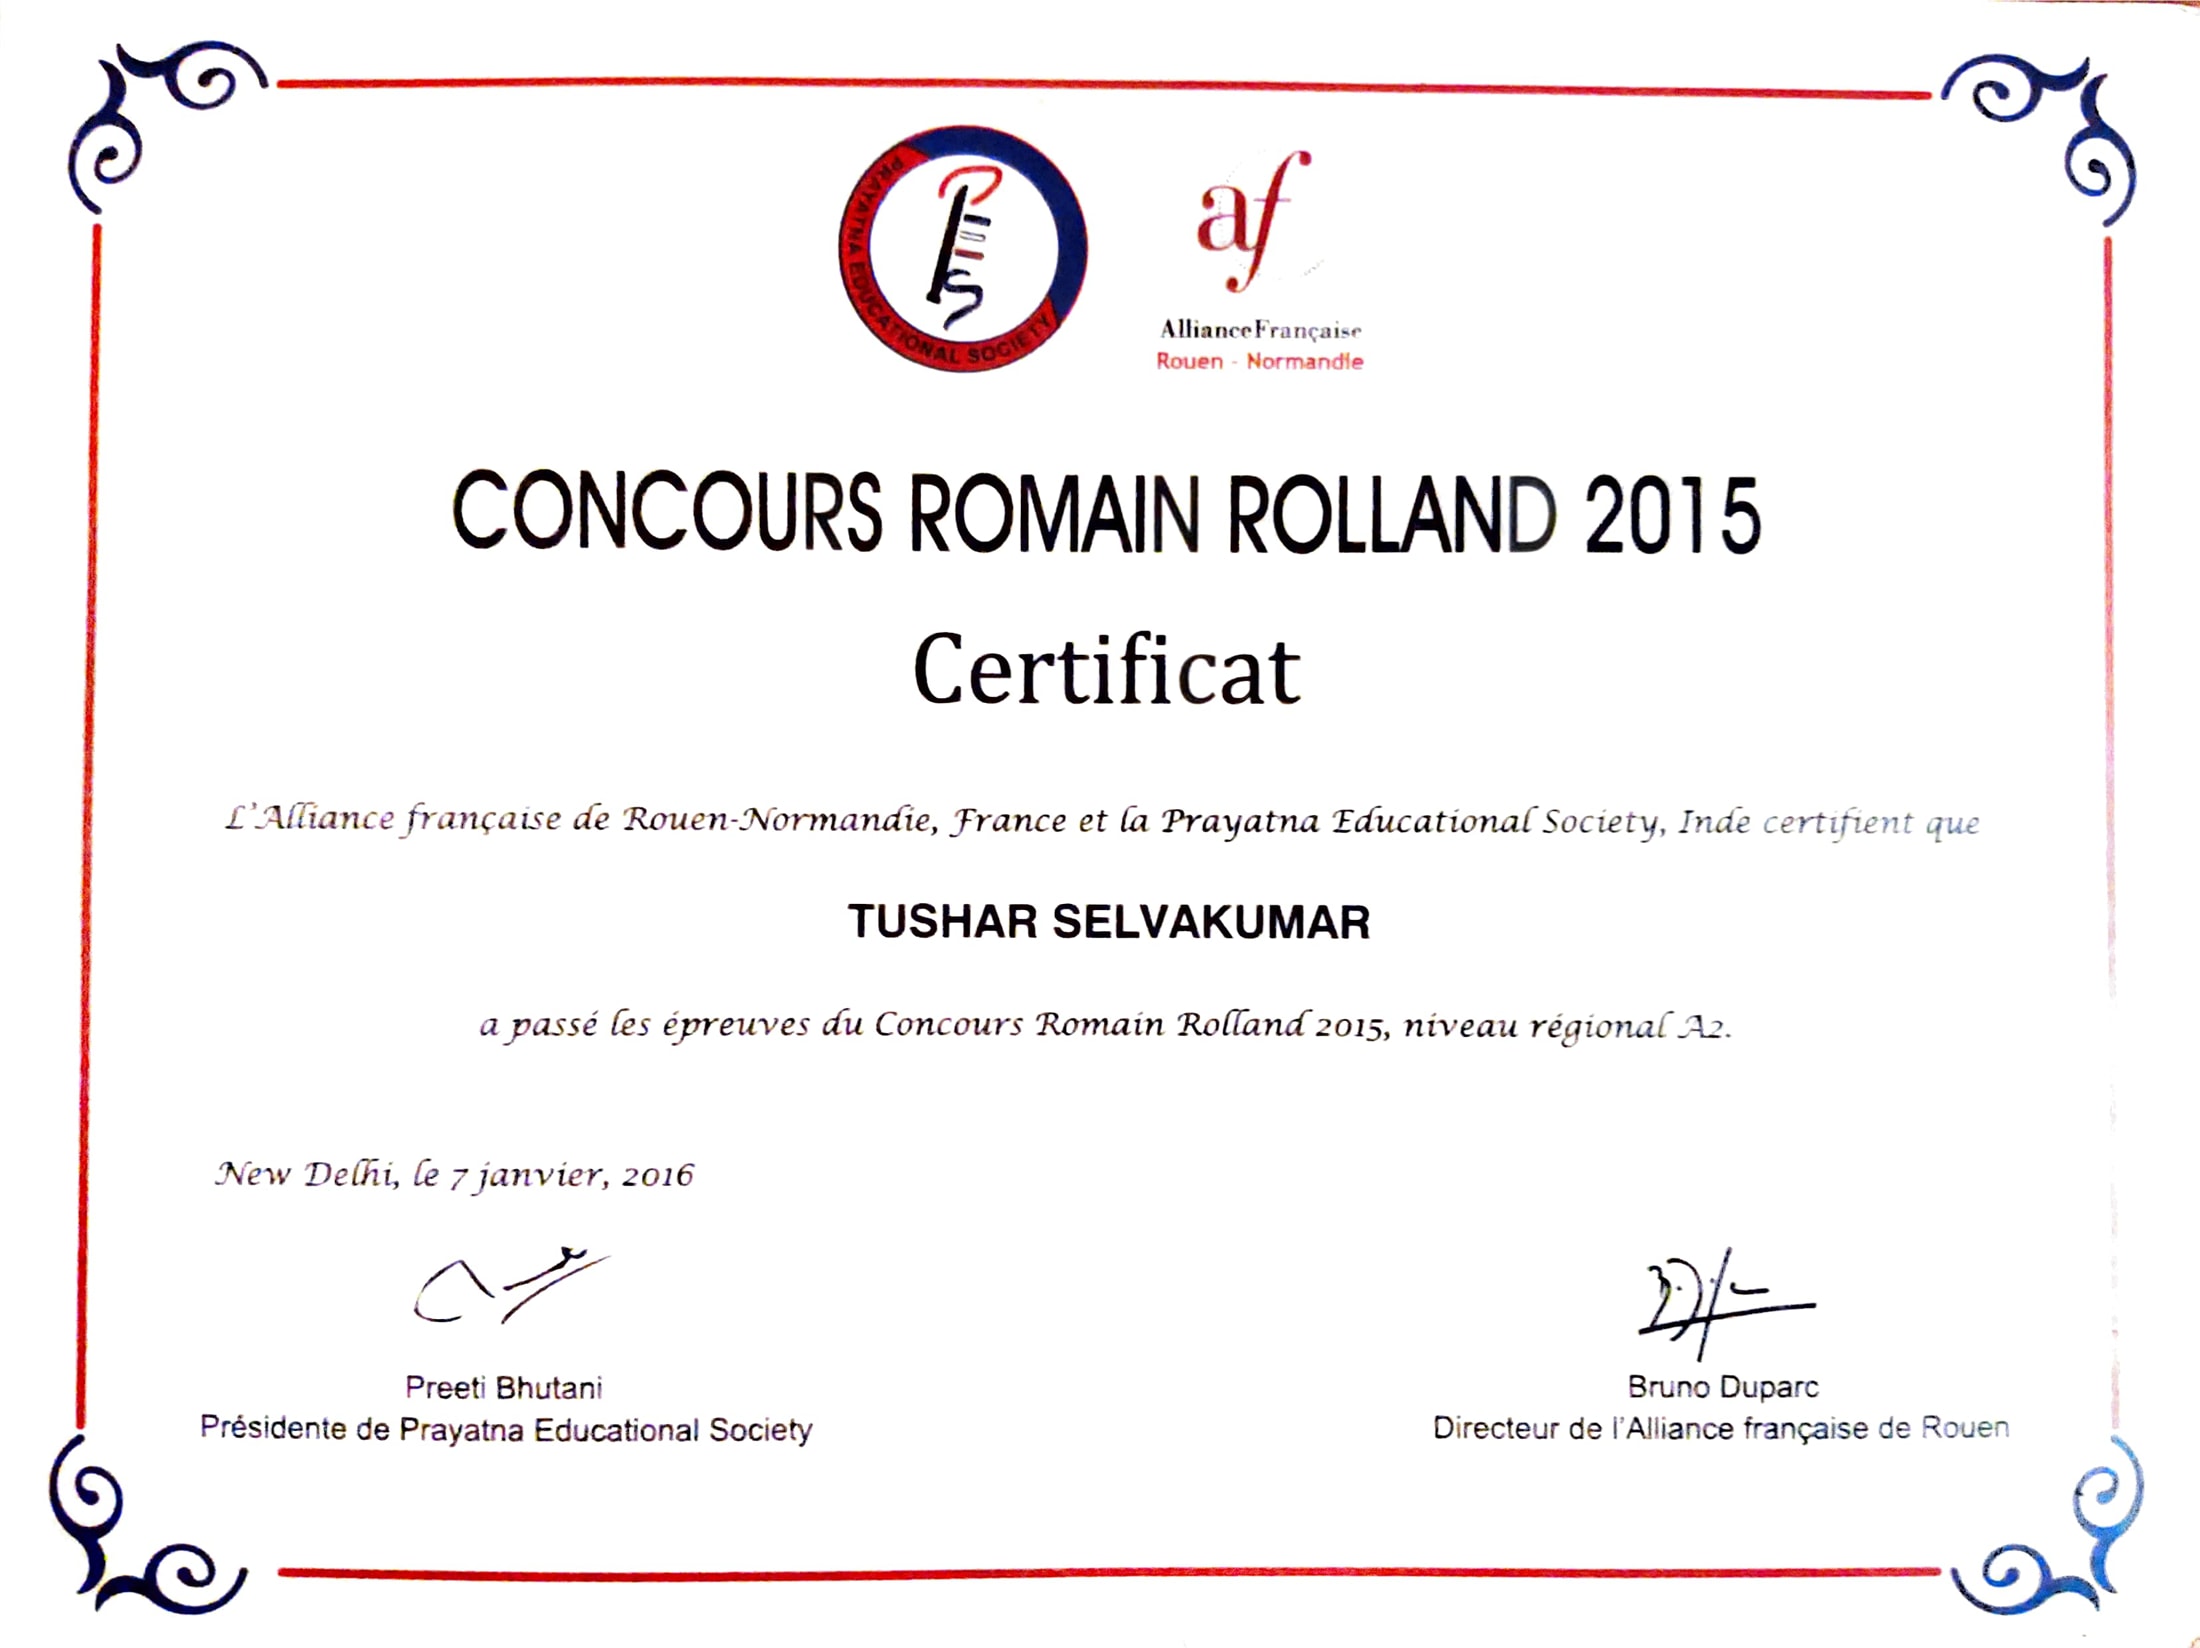 PRAYATNA EDUCATIONAL SOCIETY
PES
af
AllianceFrançaise
Rouen - Normandie
CONCOURS ROMAIN ROLLAND 2015
Certificat
L'Alliance française de Rouen-Normandie, France et la Prayatna Educational Society, Inde certifient que
TUSHAR SELVAKUMAR
a passé les épreuves du Concours Romain Rolland 2015, niveau régional A2.
New Delhi, le 7 janvier, 2016
Preeti Bhutani
Présidente de Prayatna Educational Society
Bruno Duparc
Directeur de l'Alliance française de Rouen